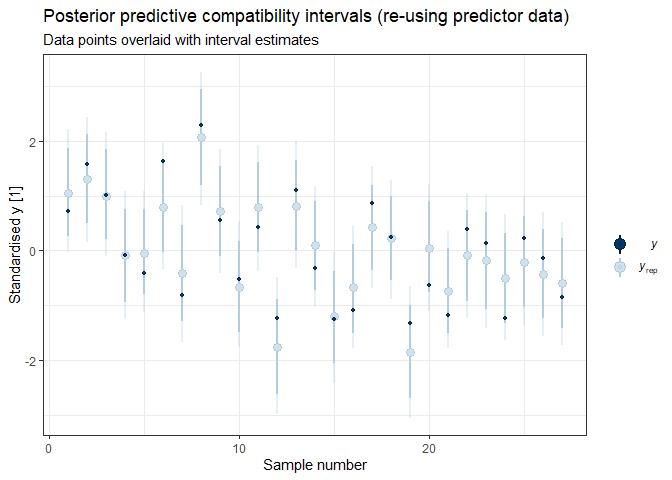 Posterior predictive compatibility intervals (re-using predictor data)
Data points overlaid with interval estimates
Standardised y [1]
2
0
-2
0
10
20
Sample number
y
y rep